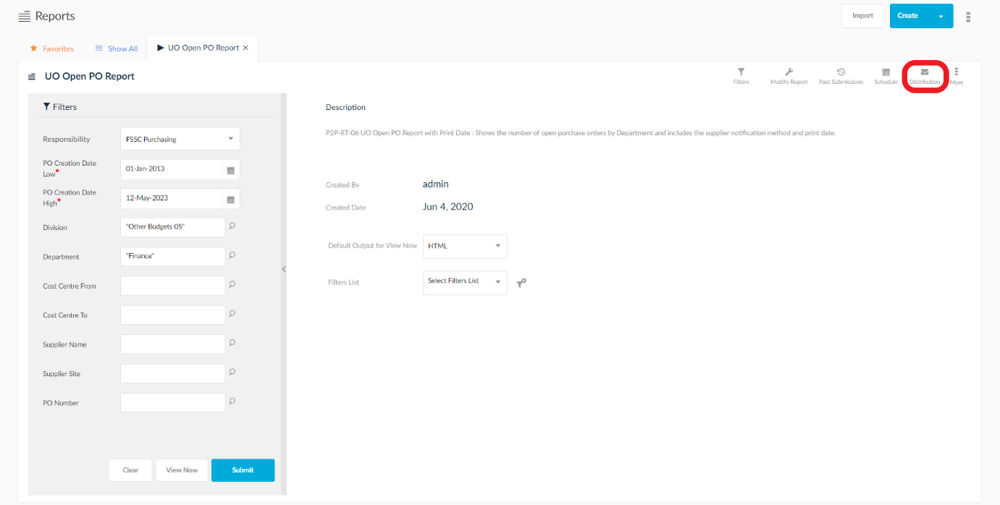 Reports
Import
Create
Favorites
Show All
UO Open PO Report
UO Open PO Report
Filters
Modify Report
Past Submissions
Schedule
Distribution
More
Filters
Responsibility
FSSC Purchasing
PO Creation Date
Low*
01-Jan-2013
PO Creation Date
High*
12-May-2023
Division
"Other Budgets 05"
Department
"Finance"
Cost Centre From
Cost Centre To
Supplier Name
Supplier Site
PO Number
Clear
View Now
Submit
Description
P2P-RT-06 UO Open PO Report with Print Date : Shows the number of open purchase orders by Department and includes the supplier notification method and print date.
Created By
admin
Created Date
Jun 4, 2020
Default Output for View Now
HTML
Filters List
Select Filters List